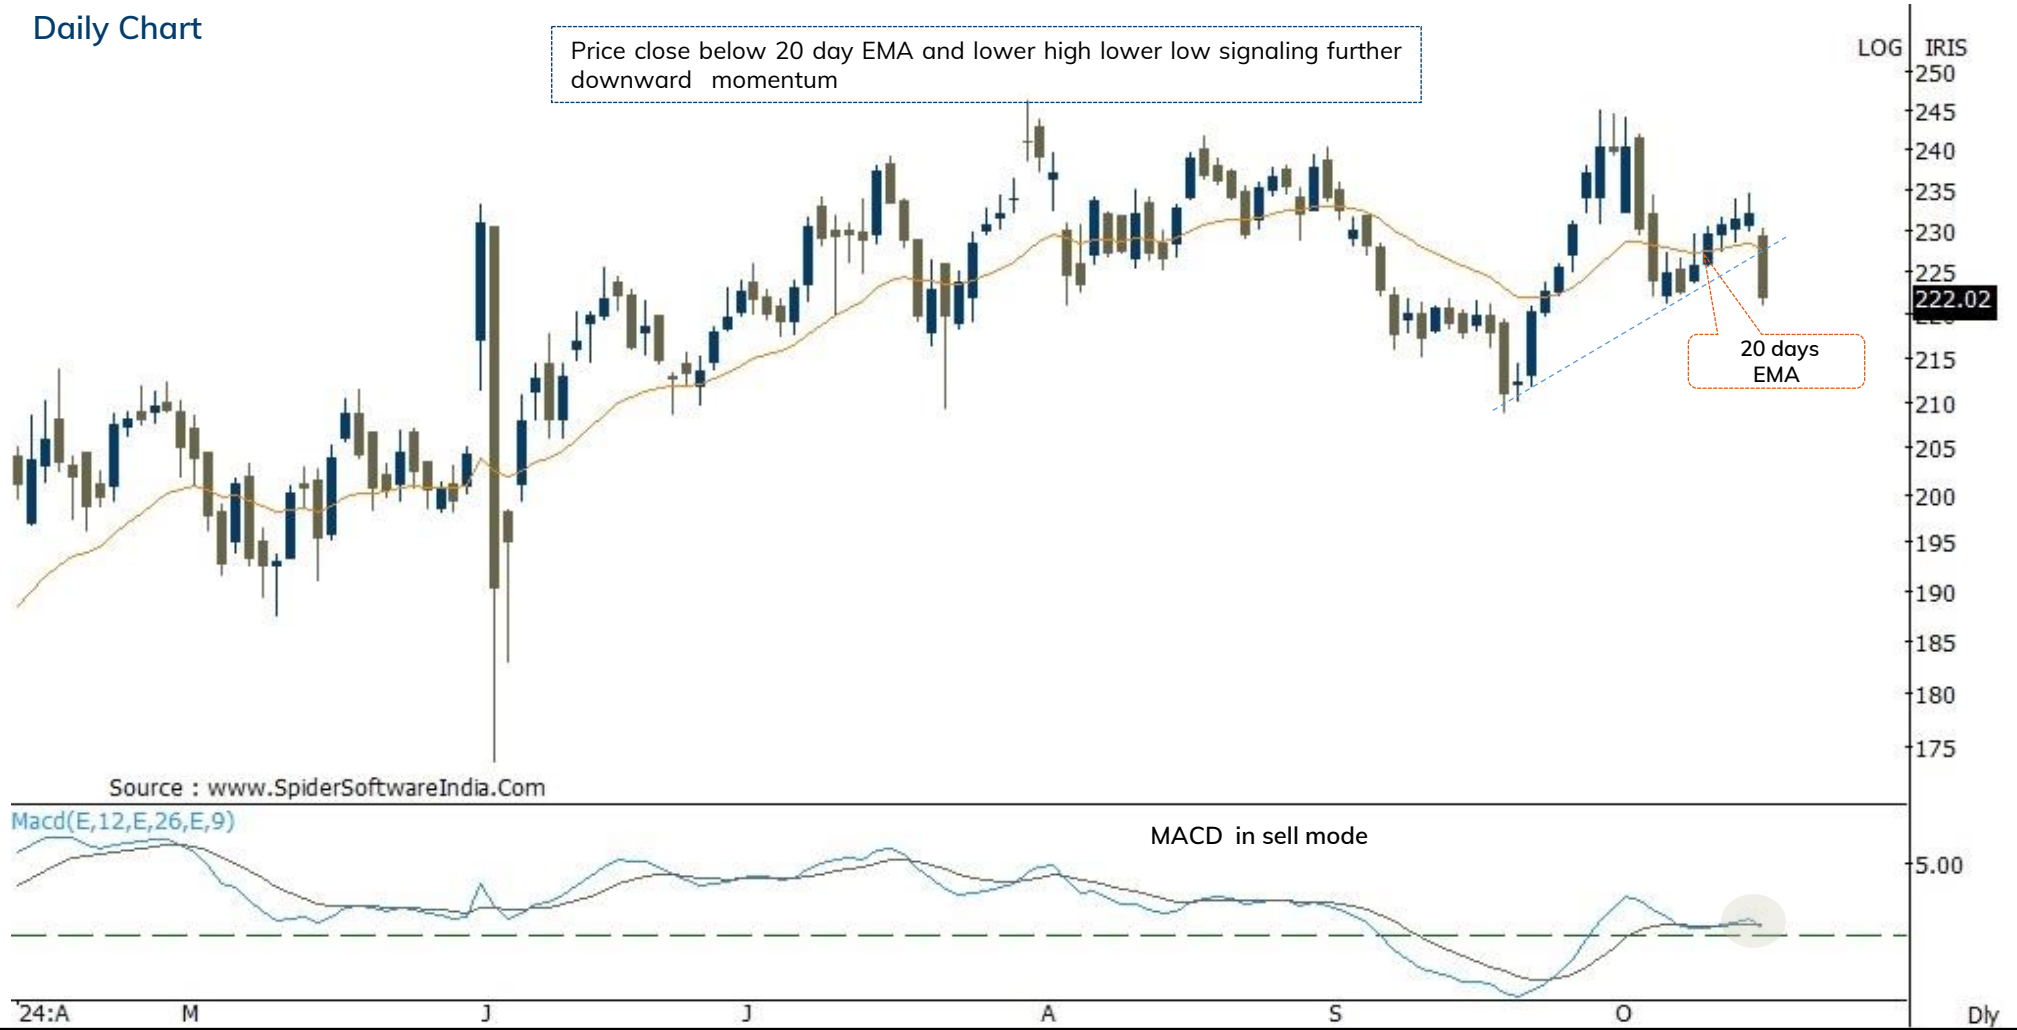 Daily Chart
Price close below 20 day EMA and lower high lower low signaling further
downward momentum
LOG IRIS
250
245
240
235
230
225
222.02
215
210
205
200
195
190
185
180
175
20 days
EMA
Source : www.SpiderSoftwareIndia.Com
Macd(E,12,E,26,E,9)
MACD in sell mode
5.00
'24:A M J J A S O Dly